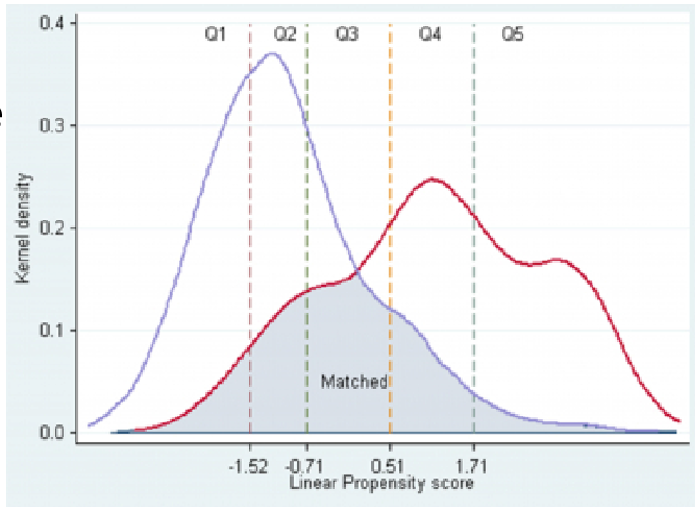 0.4
Q1 Q2 Q3 Q4 Q5
0.3
Kernel density
0.2
0.1
Matched
0.0
-1.52 -0.71 0.51 1.71
Linear Propensity score